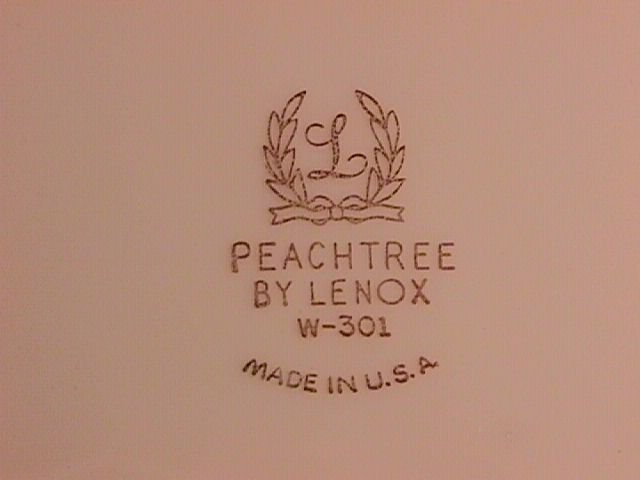 L
PEACHTREE
BY LENOX
W-301
MADE IN U.S.A